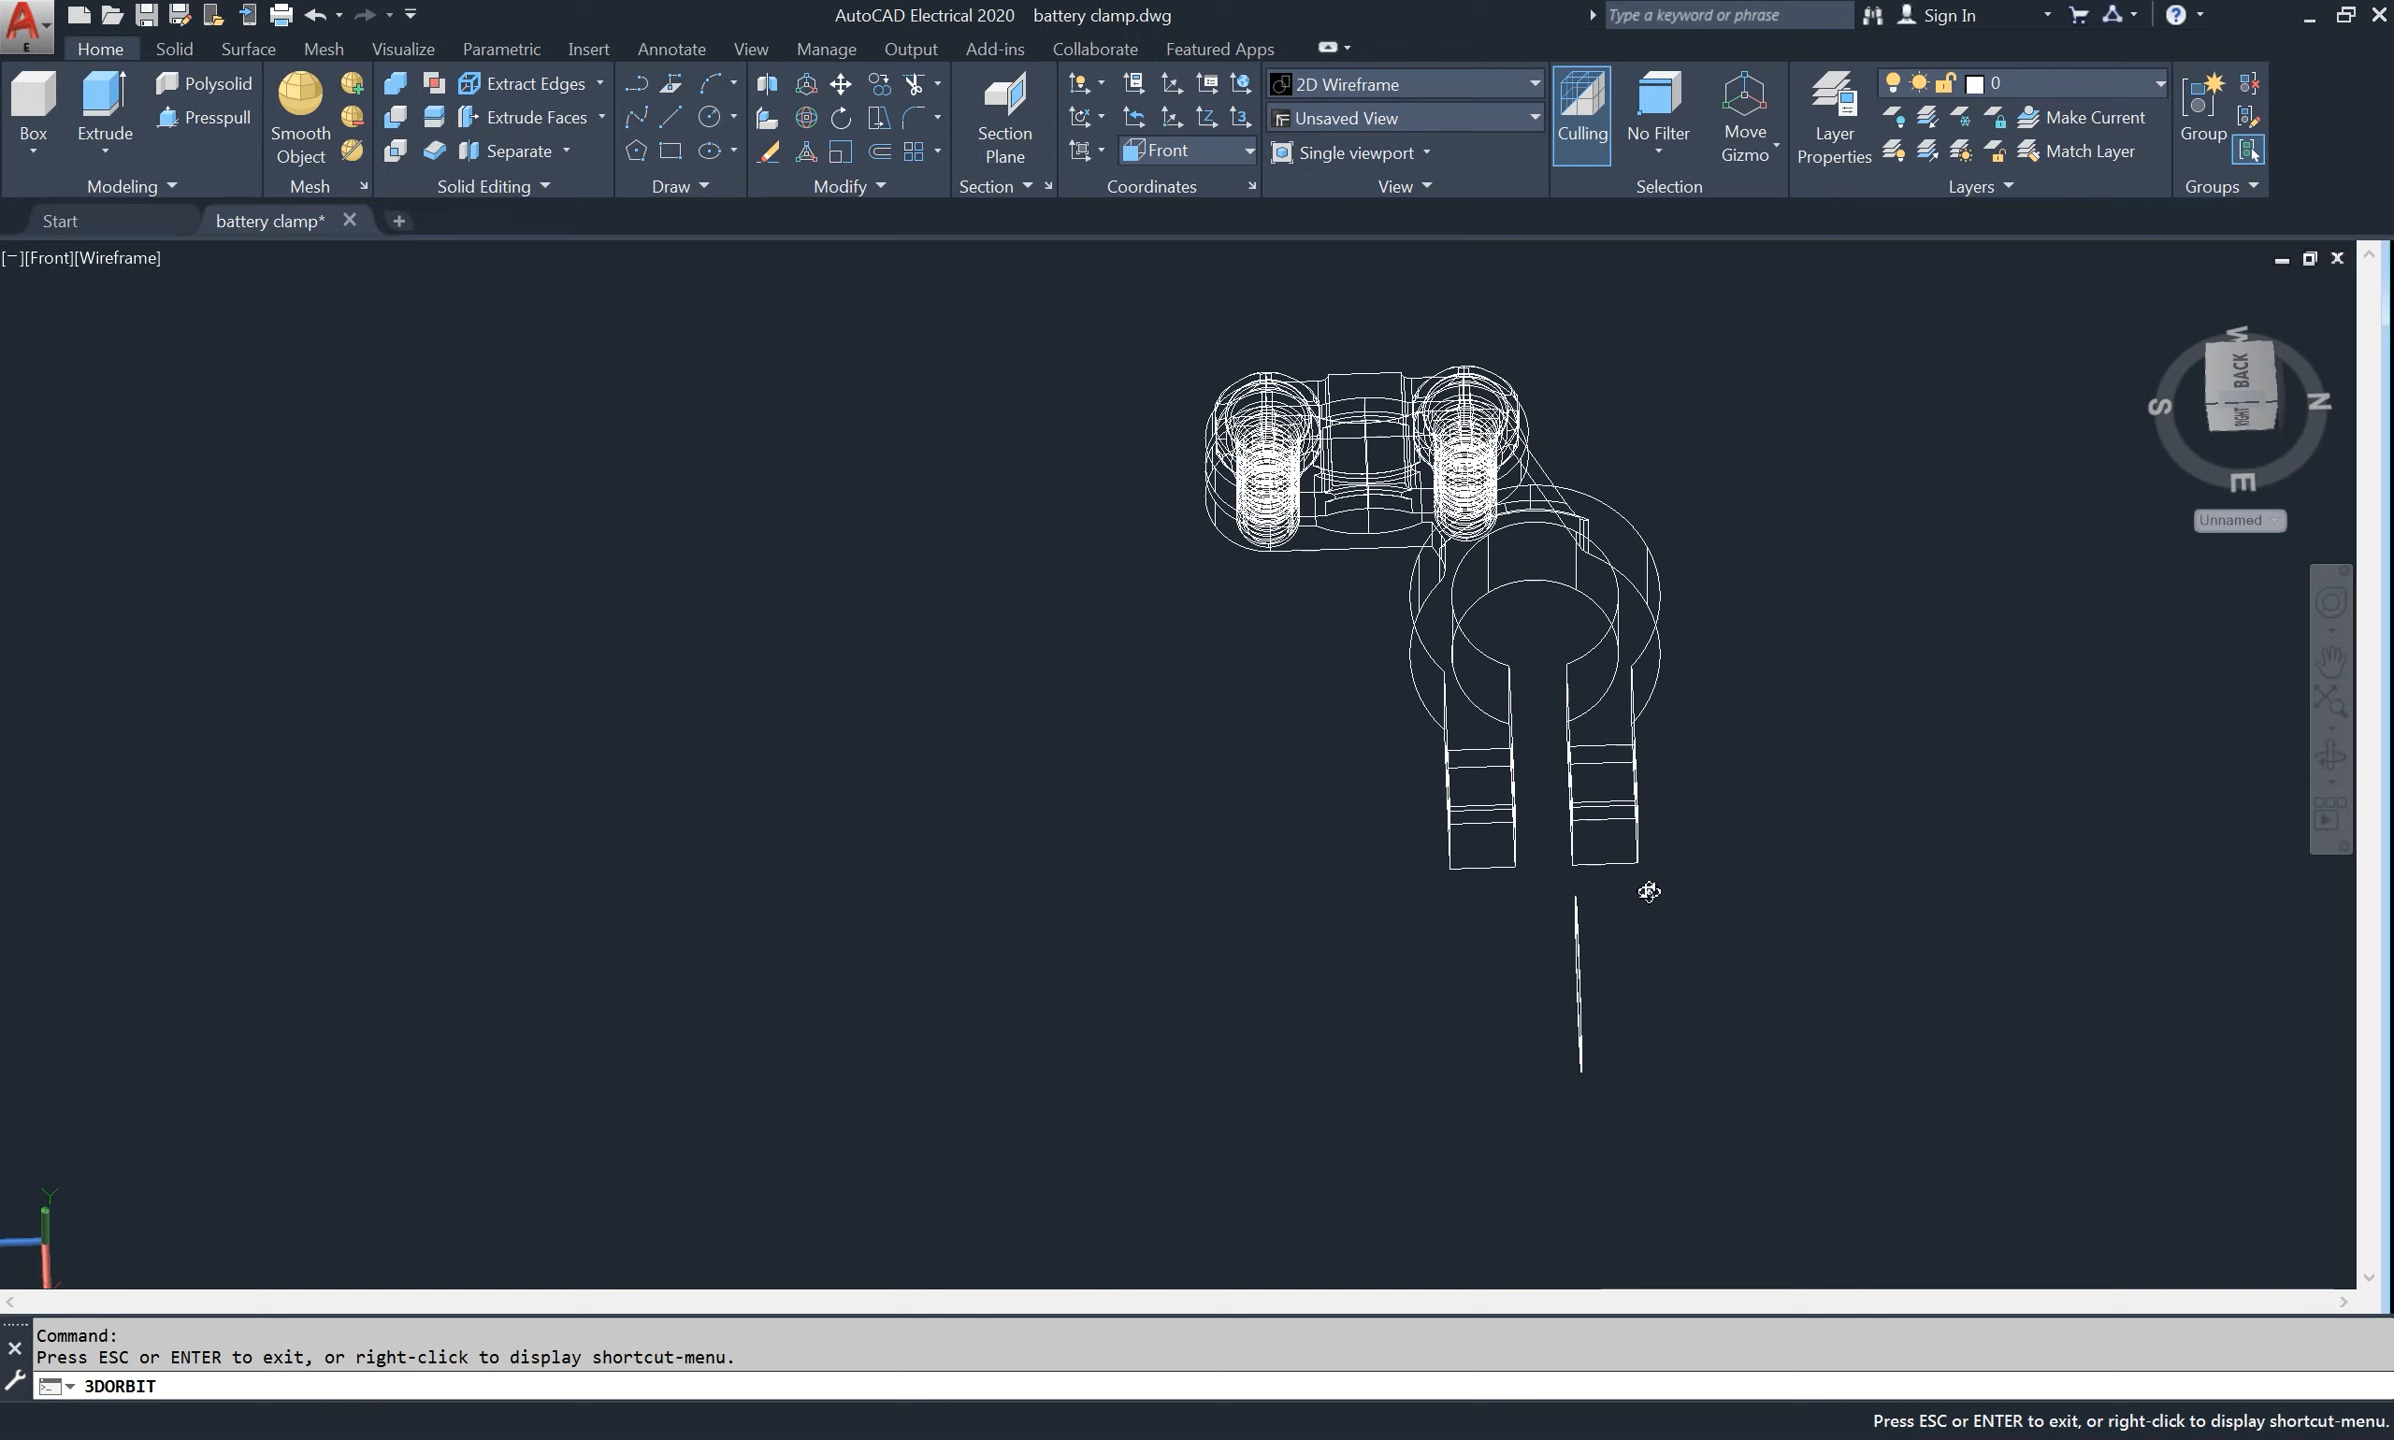 AutoCAD Electrical 2020 battery clamp.dwg
Type a keyword or phrase
Sign In
Home Solid Surface Mesh Visualize Parametric Insert Annotate View Manage Output Add-ins Collaborate Featured Apps
Box
Extrude
Polysolid
Presspull
Modeling
Smooth
Object
Mesh
Extract Edges
Extrude Faces
Separate
Solid Editing
Draw
Modify
Section
Plane
Section
Front
Coordinates
2D Wireframe
Unsaved View
Single viewport
View
Culling
No Filter
Move
Gizmo
Selection
Layer
Properties
0
Make Current
Match Layer
Layers
Group
Groups
Start
battery clamp*
[−][Front][Wireframe]
W
BACK
RIGHT
S
N
E
Unnamed
Y
Command:
Press ESC or ENTER to exit, or right-click to display shortcut-menu.
3DORBIT
Press ESC or ENTER to exit, or right-click to display shortcut-menu.